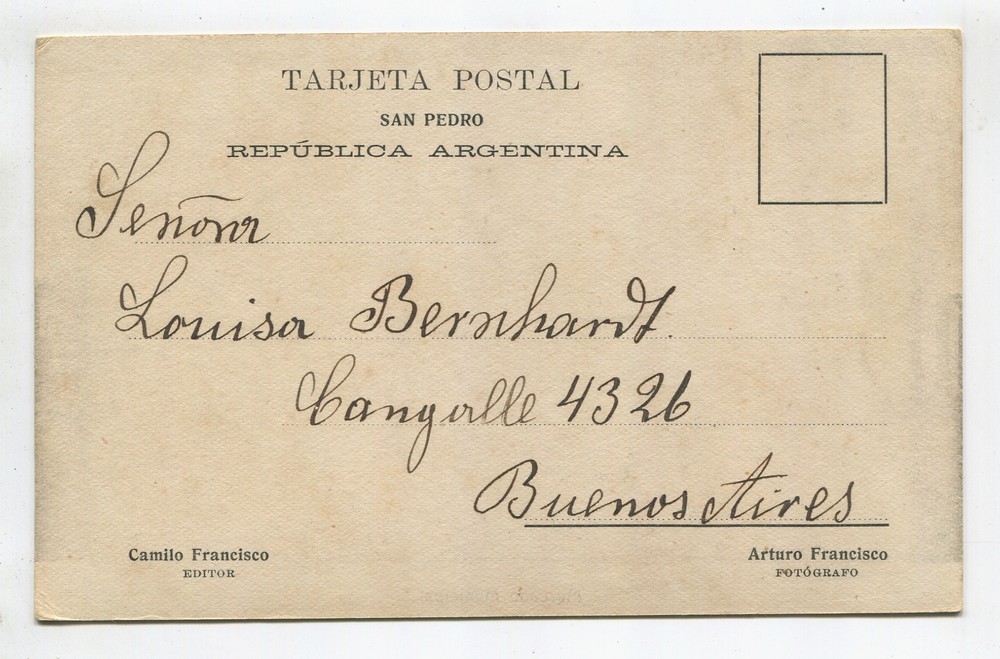 TARJETA POSTAL
SAN PEDRO
REPÚBLICA ARGENTINA
Señora
Louisa Bernhardt.
Cangalle 4326
Buenos Aires
Camilo Francisco
EDITOR
Arturo Francisco
FOTÓGRAFO